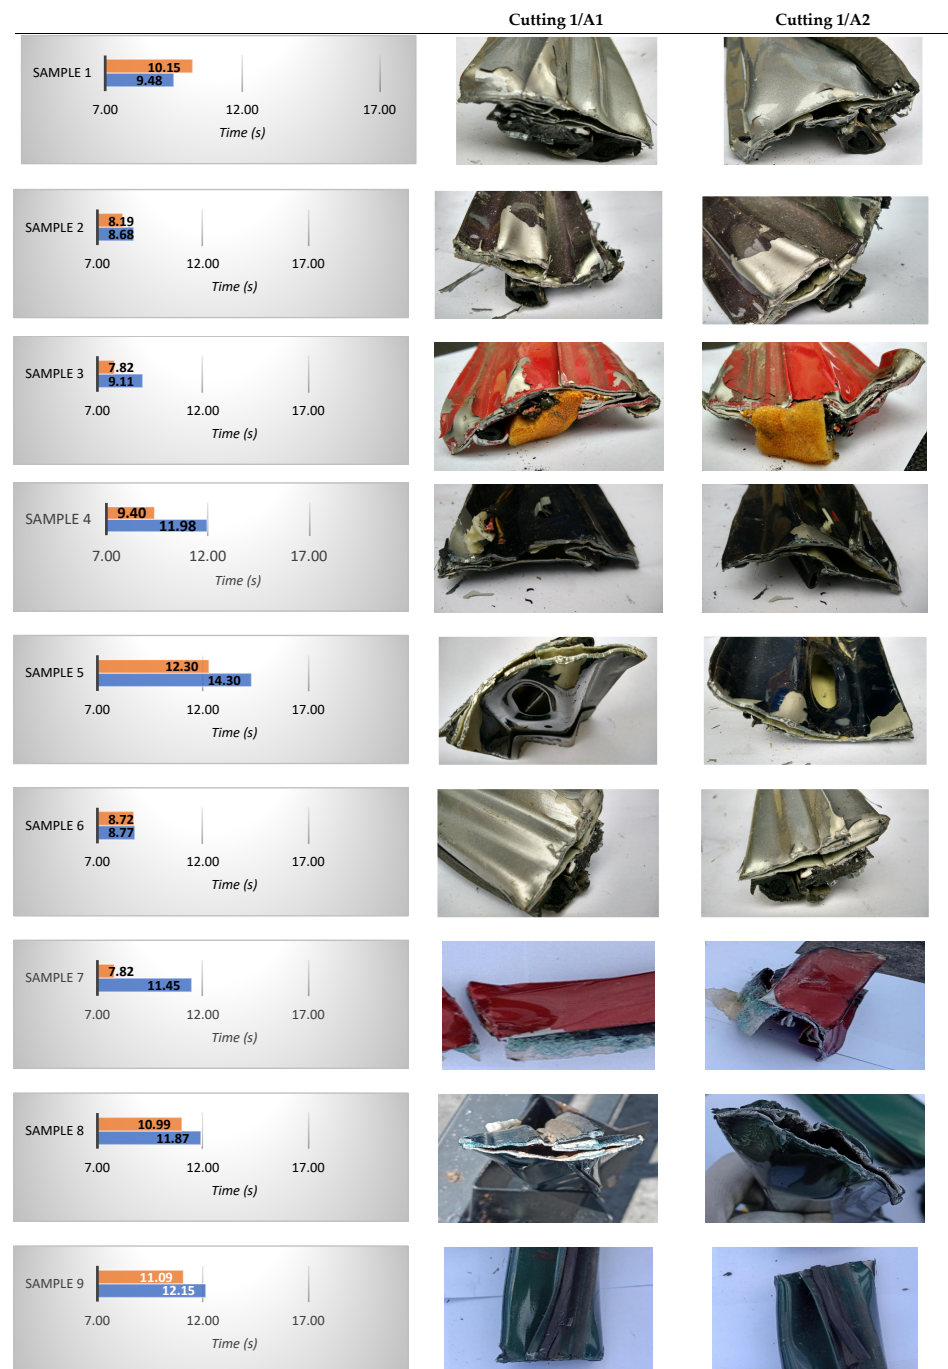 Cutting 1/A1 Cutting 1/A2
SAMPLE 1
10.15
9.48
7.00 12.00 17.00
Time (s)
SAMPLE 2
8.19
8.68
7.00 12.00 17.00
Time (s)
SAMPLE 3
7.82
9.11
7.00 12.00 17.00
Time (s)
SAMPLE 4
9.40
11.98
7.00 12.00 17.00
Time (s)
SAMPLE 5
12.30
14.30
7.00 12.00 17.00
Time (s)
SAMPLE 6
8.72
8.77
7.00 12.00 17.00
Time (s)
SAMPLE 7
7.82
11.45
7.00 12.00 17.00
Time (s)
SAMPLE 8
10.99
11.87
7.00 12.00 17.00
Time (s)
SAMPLE 9
11.09
12.15
7.00 12.00 17.00
Time (s)